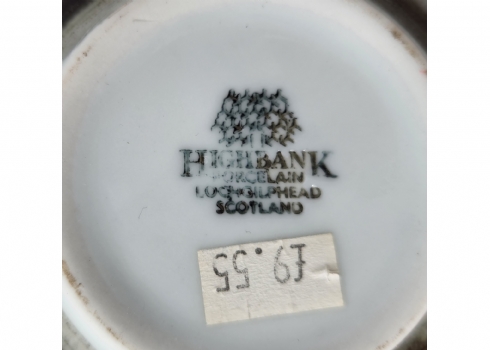 HIGHBANK
PORCELAIN
LOCHGILPHEAD
SCOTLAND
£9.55